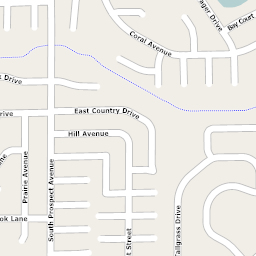 Drive
Bay Court
Coral Avenue
Drive
East Country Drive
Hill Avenue
Prairie Avenue
South Prospect Avenue
Lane
Street
Tallgrass Drive